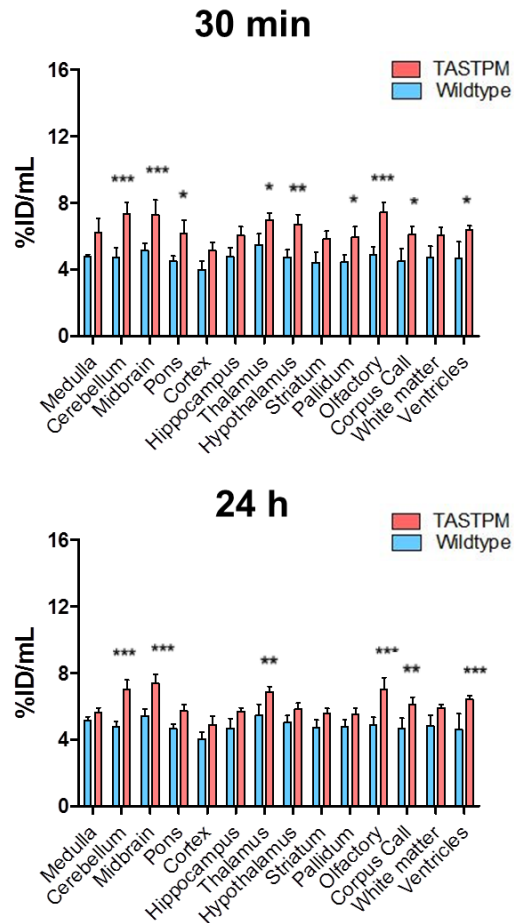 30 min
TASTPM
Wildtype
%ID/mL
16
12
8
4
0
***
***
*
*
**
*
***
*
*
Medulla
Cerebellum
Midbrain
Pons
Cortex
Hippocampus
Thalamus
Hypothalamus
Striatum
Pallidum
Olfactory
Corpus Call
White matter
Ventricles
24 h
TASTPM
Wildtype
%ID/mL
16
12
8
4
0
***
***
**
***
**
***
Medulla
Cerebellum
Midbrain
Pons
Cortex
Hippocampus
Thalamus
Hypothalamus
Striatum
Pallidum
Olfactory
Corpus Call
White matter
Ventricles